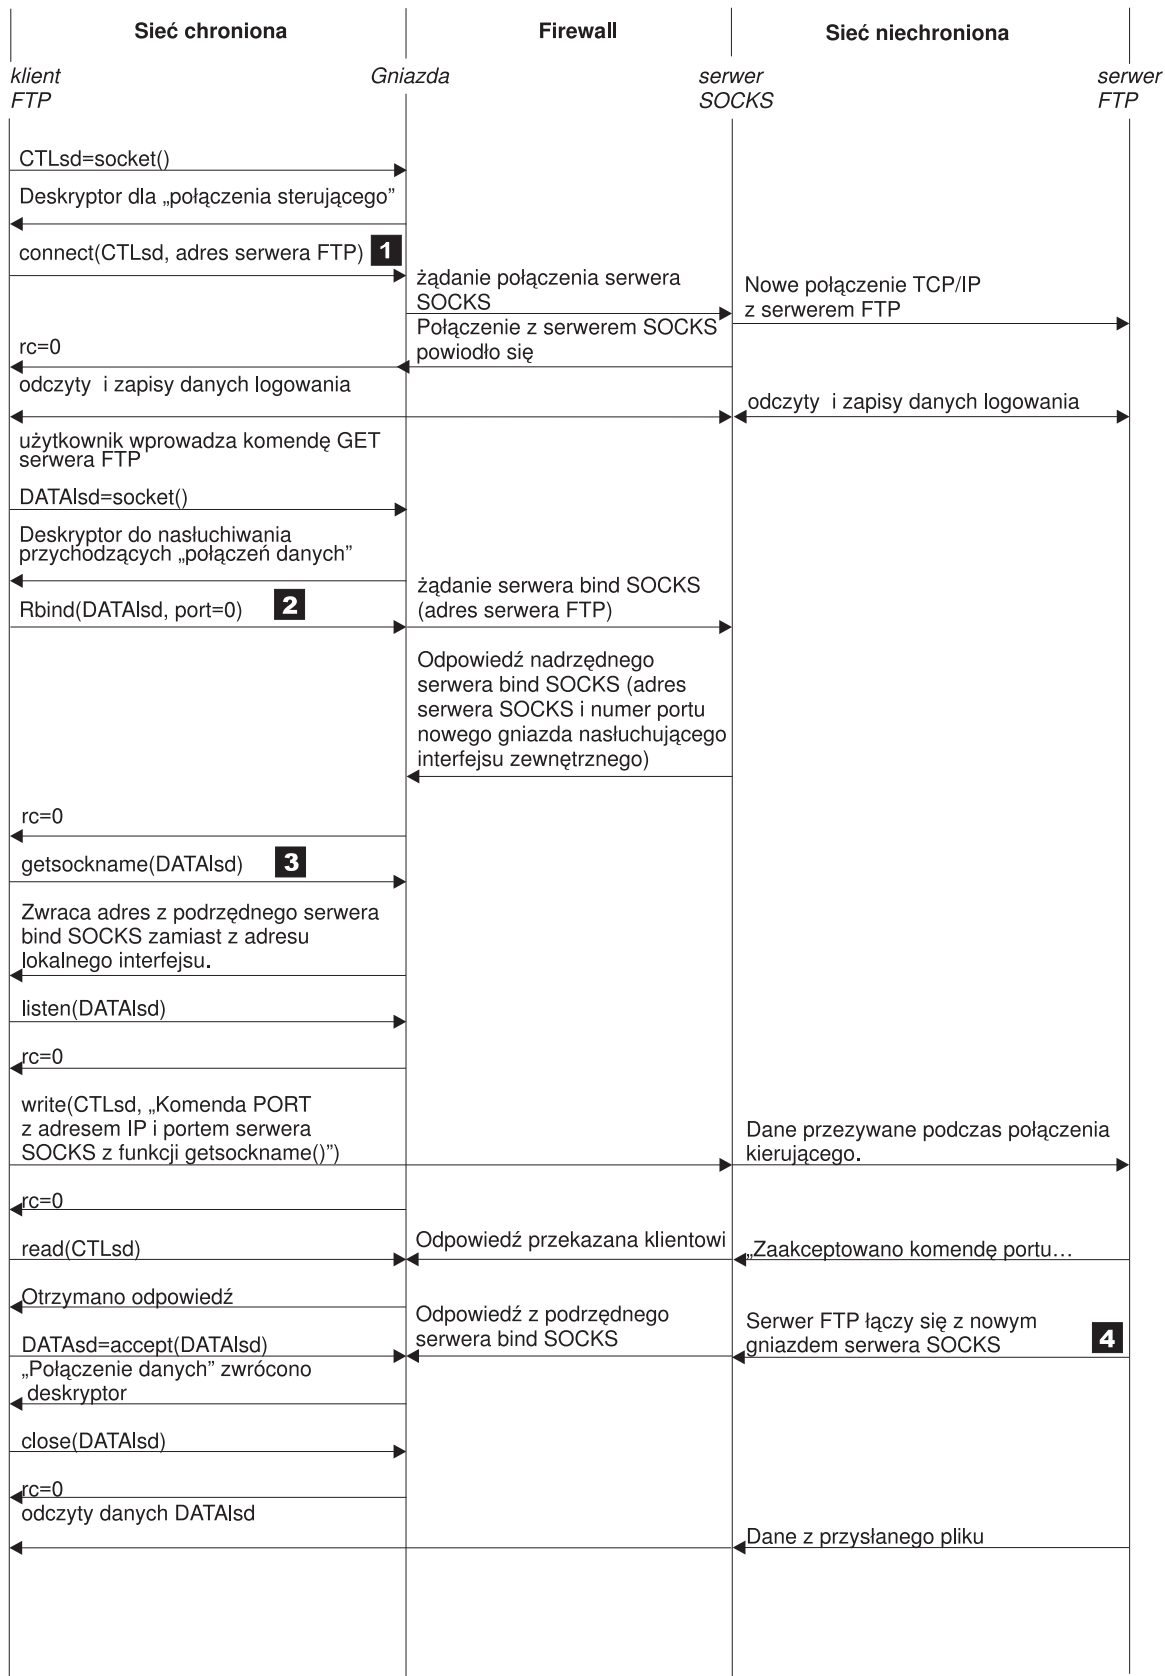 Sieć chroniona
Firewall
Sieć niechroniona
klient
FTP
Gniazda
serwer
SOCKS
serwer
FTP
CTLsd=socket()
Deskryptor dla „połączenia sterującego”
connect(CTLsd, adres serwera FTP) 1
żądanie połączenia serwera
SOCKS
Nowe połączenie TCP/IP
z serwerem FTP
Połączenie z serwerem SOCKS
powiodło się
rc=0
odczyty i zapisy danych logowania
odczyty i zapisy danych logowania
użytkownik wprowadza komendę GET
serwera FTP
DATAlsd=socket()
Deskryptor do nasłuchiwania
przychodzących „połączeń danych”
Rbind(DATAlsd, port=0) 2
żądanie serwera bind SOCKS
(adres serwera FTP)
Odpowiedź nadrzędnego
serwera bind SOCKS (adres
serwera SOCKS i numer portu
nowego gniazda nasłuchującego
interfejsu zewnętrznego)
rc=0
getsockname(DATAlsd) 3
Zwraca adres z podrzędnego serwera
bind SOCKS zamiast z adresu
lokalnego interfejsu.
listen(DATAlsd)
rc=0
write(CTLsd, „Komenda PORT
z adresem IP i portem serwera
SOCKS z funkcji getsockname()”)
Dane przezywane podczas połączenia
kierującego.
rc=0
read(CTLsd)
Odpowiedź przekazana klientowi
„Zaakceptowano komendę portu...
Otrzymano odpowiedź
Odpowiedź z podrzędnego
serwera bind SOCKS
Serwer FTP łączy się z nowym
gniazdem serwera SOCKS 4
DATAsd=accept(DATAlsd)
„Połączenie danych” zwrócono
deskryptor
close(DATAlsd)
rc=0
odczyty danych DATAlsd
Dane z przysłanego pliku